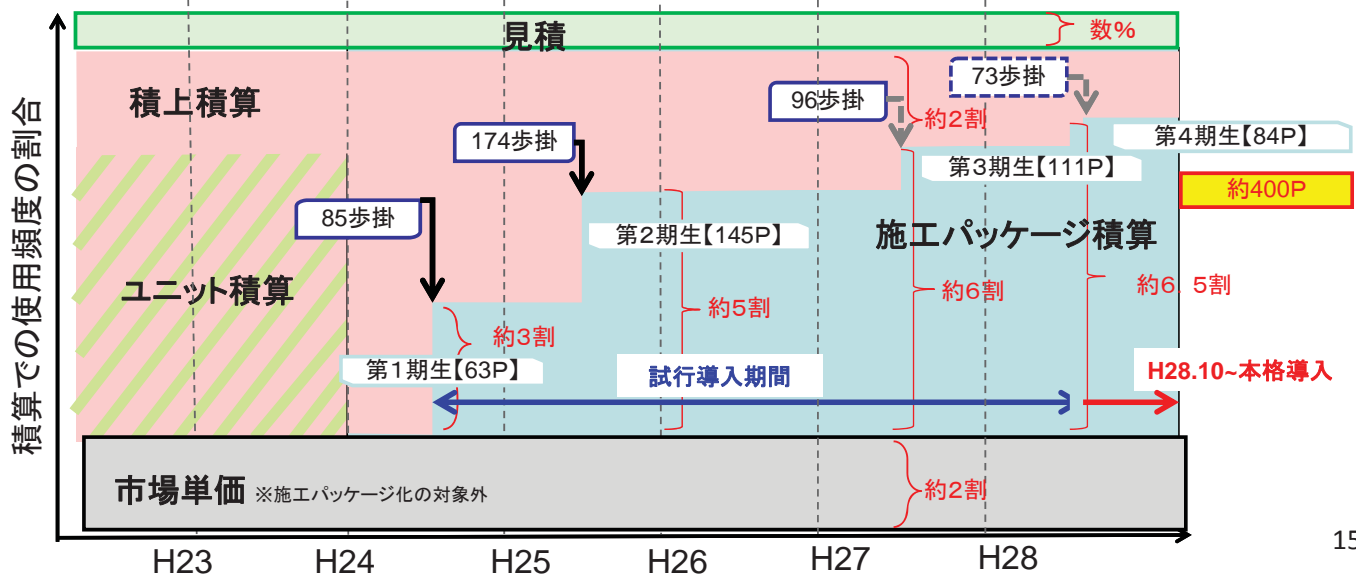 積算での使用頻度の割合
見積
数%
積上積算
73歩掛
96歩掛
約2割
第4期生【84P】
174歩掛
第3期生【111P】
約400P
85歩掛
第2期生【145P】
施工パッケージ積算
ユニット積算
約5割
約6割
約6.5割
約3割
第1期生【63P】
試行導入期間
H28.10~本格導入
市場単価 ※施工パッケージ化の対象外
約2割
H23 H24 H25 H26 H27 H28
15